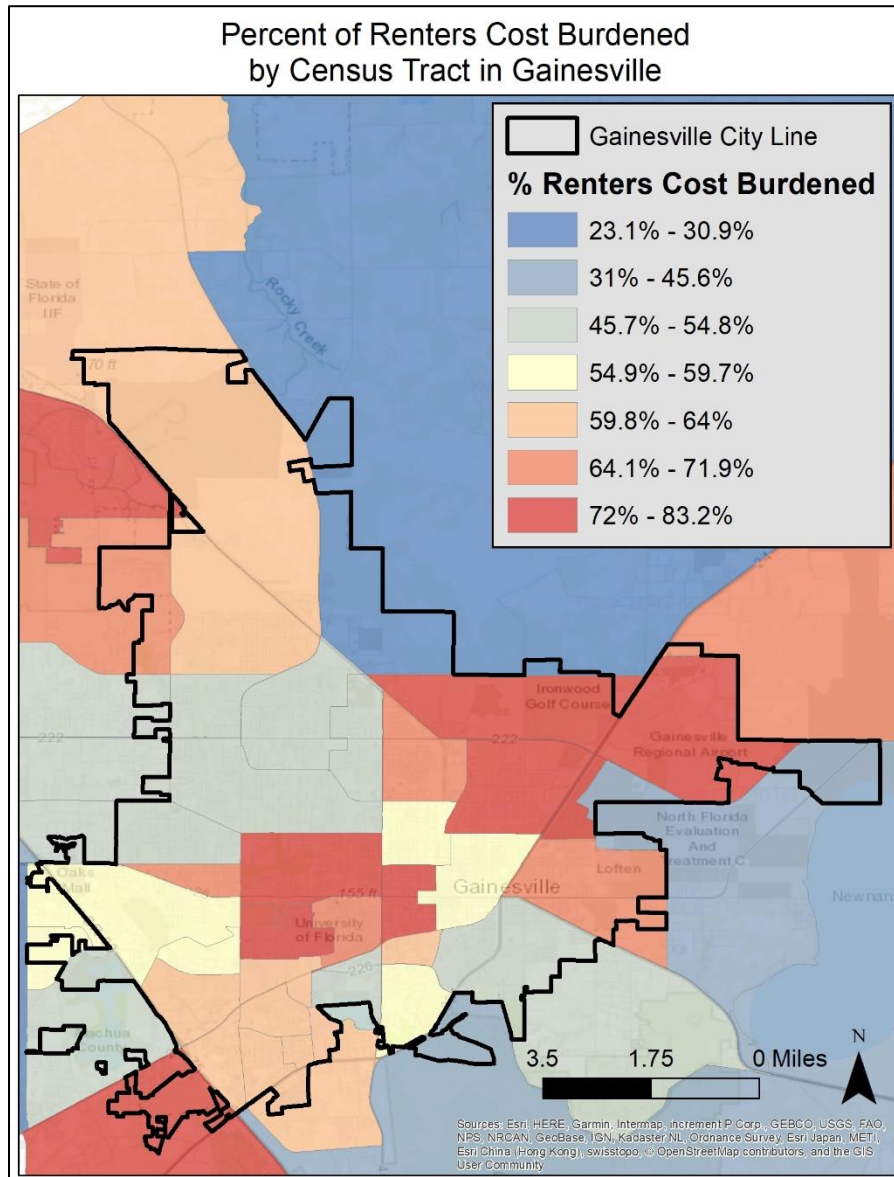 Percent of Renters Cost Burdened
by Census Tract in Gainesville
Gainesville City Line
% Renters Cost Burdened
23.1% - 30.9%
31% - 45.6%
45.7% - 54.8%
54.9% - 59.7%
59.8% - 64%
64.1% - 71.9%
72% - 83.2%
State of
Florida
IIF
Rocky Creek
70 ft
Ironwood
Golf Course
222
222
Gainesville
Regional Airport
North Florida
Evaluation
And
Treatment C
Oaks
Mall
Gainesville
Loften
Newnan
155 ft
University
of Florida
226
achua
County
3.5 1.75 0 Miles
N
Sources: Esri, HERE, Garmin, Intermap, increment P Corp., GEBCO, USGS, FAO,
NPS, NRCAN, GeoBase, IGN, Kadaster NL, Ordnance Survey, Esri Japan, METI,
Esri China (Hong Kong), swisstopo, © OpenStreetMap contributors, and the GIS
User Community